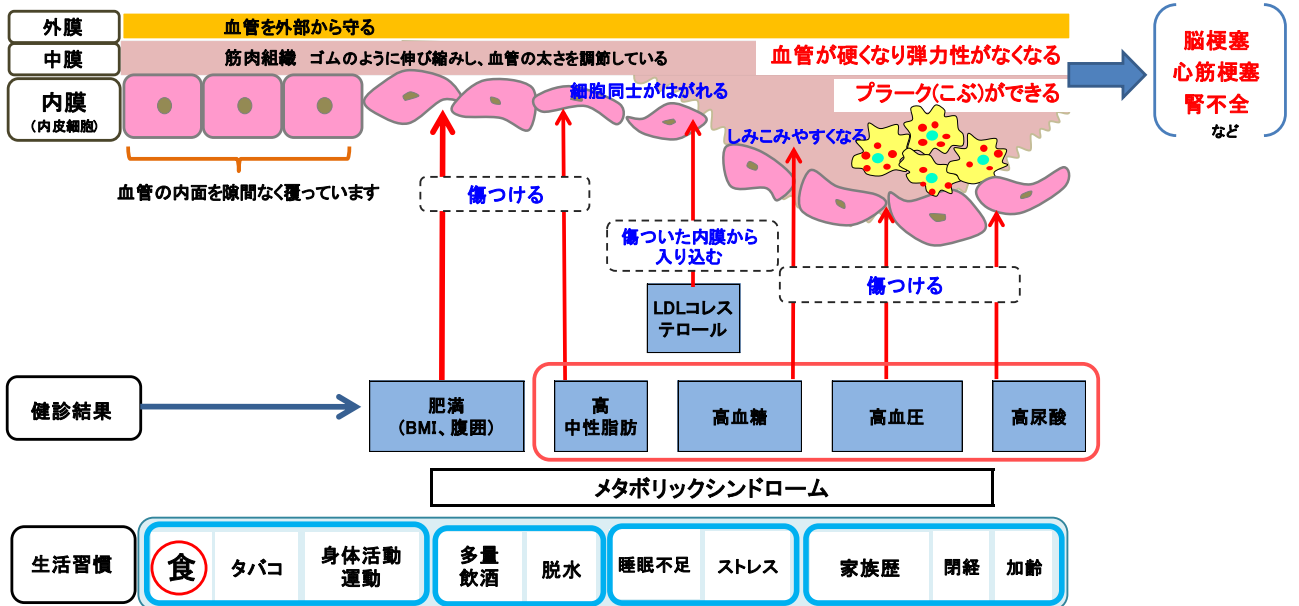 外膜
血管を外部から守る
中膜
筋肉組織 ゴムのように伸び縮みし、血管の太さを調節している
血管が硬くなり弾力性がなくなる
脳梗塞
心筋梗塞
腎不全
など
内膜
(内皮細胞)
細胞同士がはがれる
プラーク(こぶ)ができる
しみこみやすくなる
血管の内面を隙間なく覆っています
傷つける
傷ついた内膜から
入り込む
傷つける
LDLコレス
テロール
健診結果
肥満
(BMI、腹囲)
高
中性脂肪
高血糖
高血圧
高尿酸
メタボリックシンドローム
生活習慣
食
タバコ
身体活動
運動
多量
飲酒
脱水
睡眠不足
ストレス
家族歴
閉経
加齢